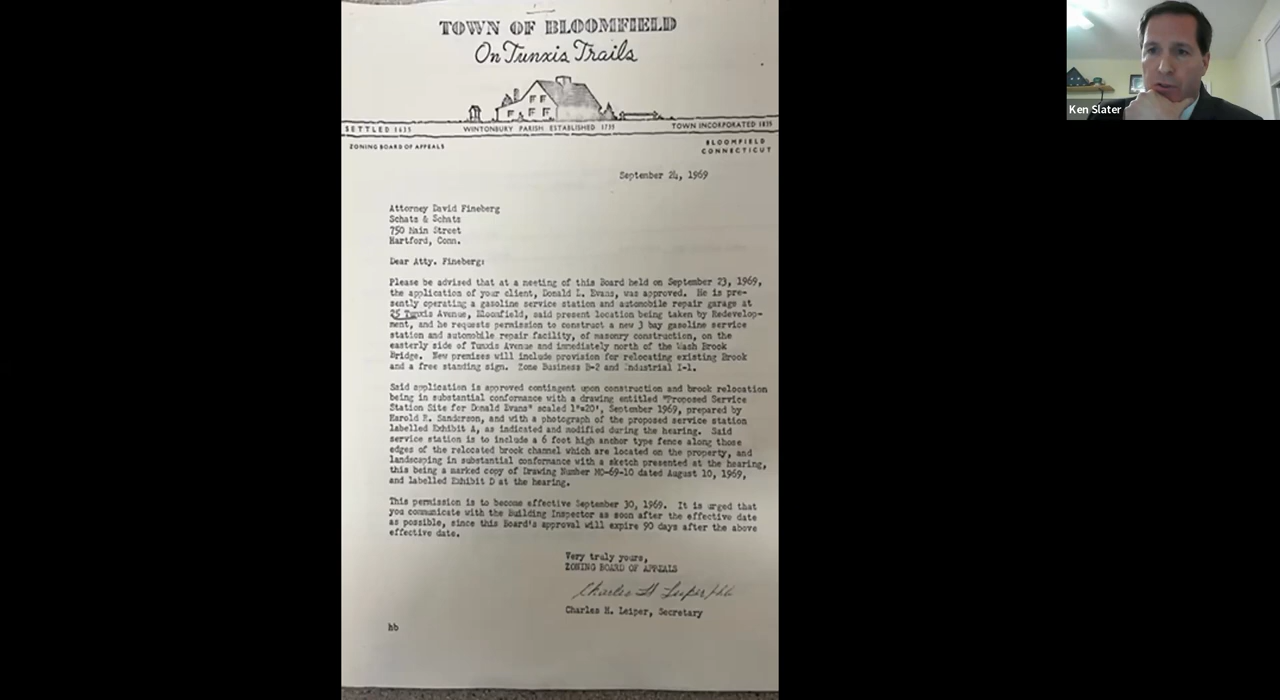 TOWN OF BLOOMFIELD
On Tunxis Trails
SETTLED 1635
WINTONBURY PARISH ESTABLISHED 1735
TOWN INCORPORATED 1835
ZONING BOARD OF APPEALS
BLOOMFIELD
CONNECTICUT
September 24, 1969
Attorney David Fineberg
Schatz & Schatz
750 Main Street
Hartford, Conn.
Dear Atty. Fineberg:
Please be advised that at a meeting of this Board held on September 23, 1969,
the application of your client, Donald L. Evans, was approved. He is pre-
sently operating a gasoline service station and automobile repair garage at
25 Tunxis Avenue, Bloomfield, said present location being taken by Redevelop-
ment, and he requests permission to construct a new 3 bay gasoline service
station and automobile repair facility, of masonry construction, on the
easterly side of Tunxis Avenue and immediately north of the Wash Brook
Bridge. New premises will include provision for relocating existing Brook
and a free standing sign. Zone Business B-2 and Industrial I-1.
Said application is approved contingent upon construction and brook relocation
being in substantial conformance with a drawing entitled "Proposed Service
Station Site for Donald Evans" scaled 1"=20', September 1969, prepared by
Harold R. Sanderson, and with a photograph of the proposed service station
labelled Exhibit A, as indicated and modified during the hearing. Said
service station is to include a 6 foot high anchor type fence along those
edges of the relocated brook channel which are located on the property, and
landscaping in substantial conformance with a sketch presented at the hearing,
this being a marked copy of Drawing Number MO-69-10 dated August 10, 1969,
and labelled Exhibit D at the hearing.
This permission is to become effective September 30, 1969. It is urged that
you communicate with the Building Inspector as soon after the effective date
as possible, since this Board's approval will expire 90 days after the above
effective date.
Very truly yours,
ZONING BOARD OF APPEALS
Charles H Leiper/hb
Charles H. Leiper, Secretary
hb
Ken Slater